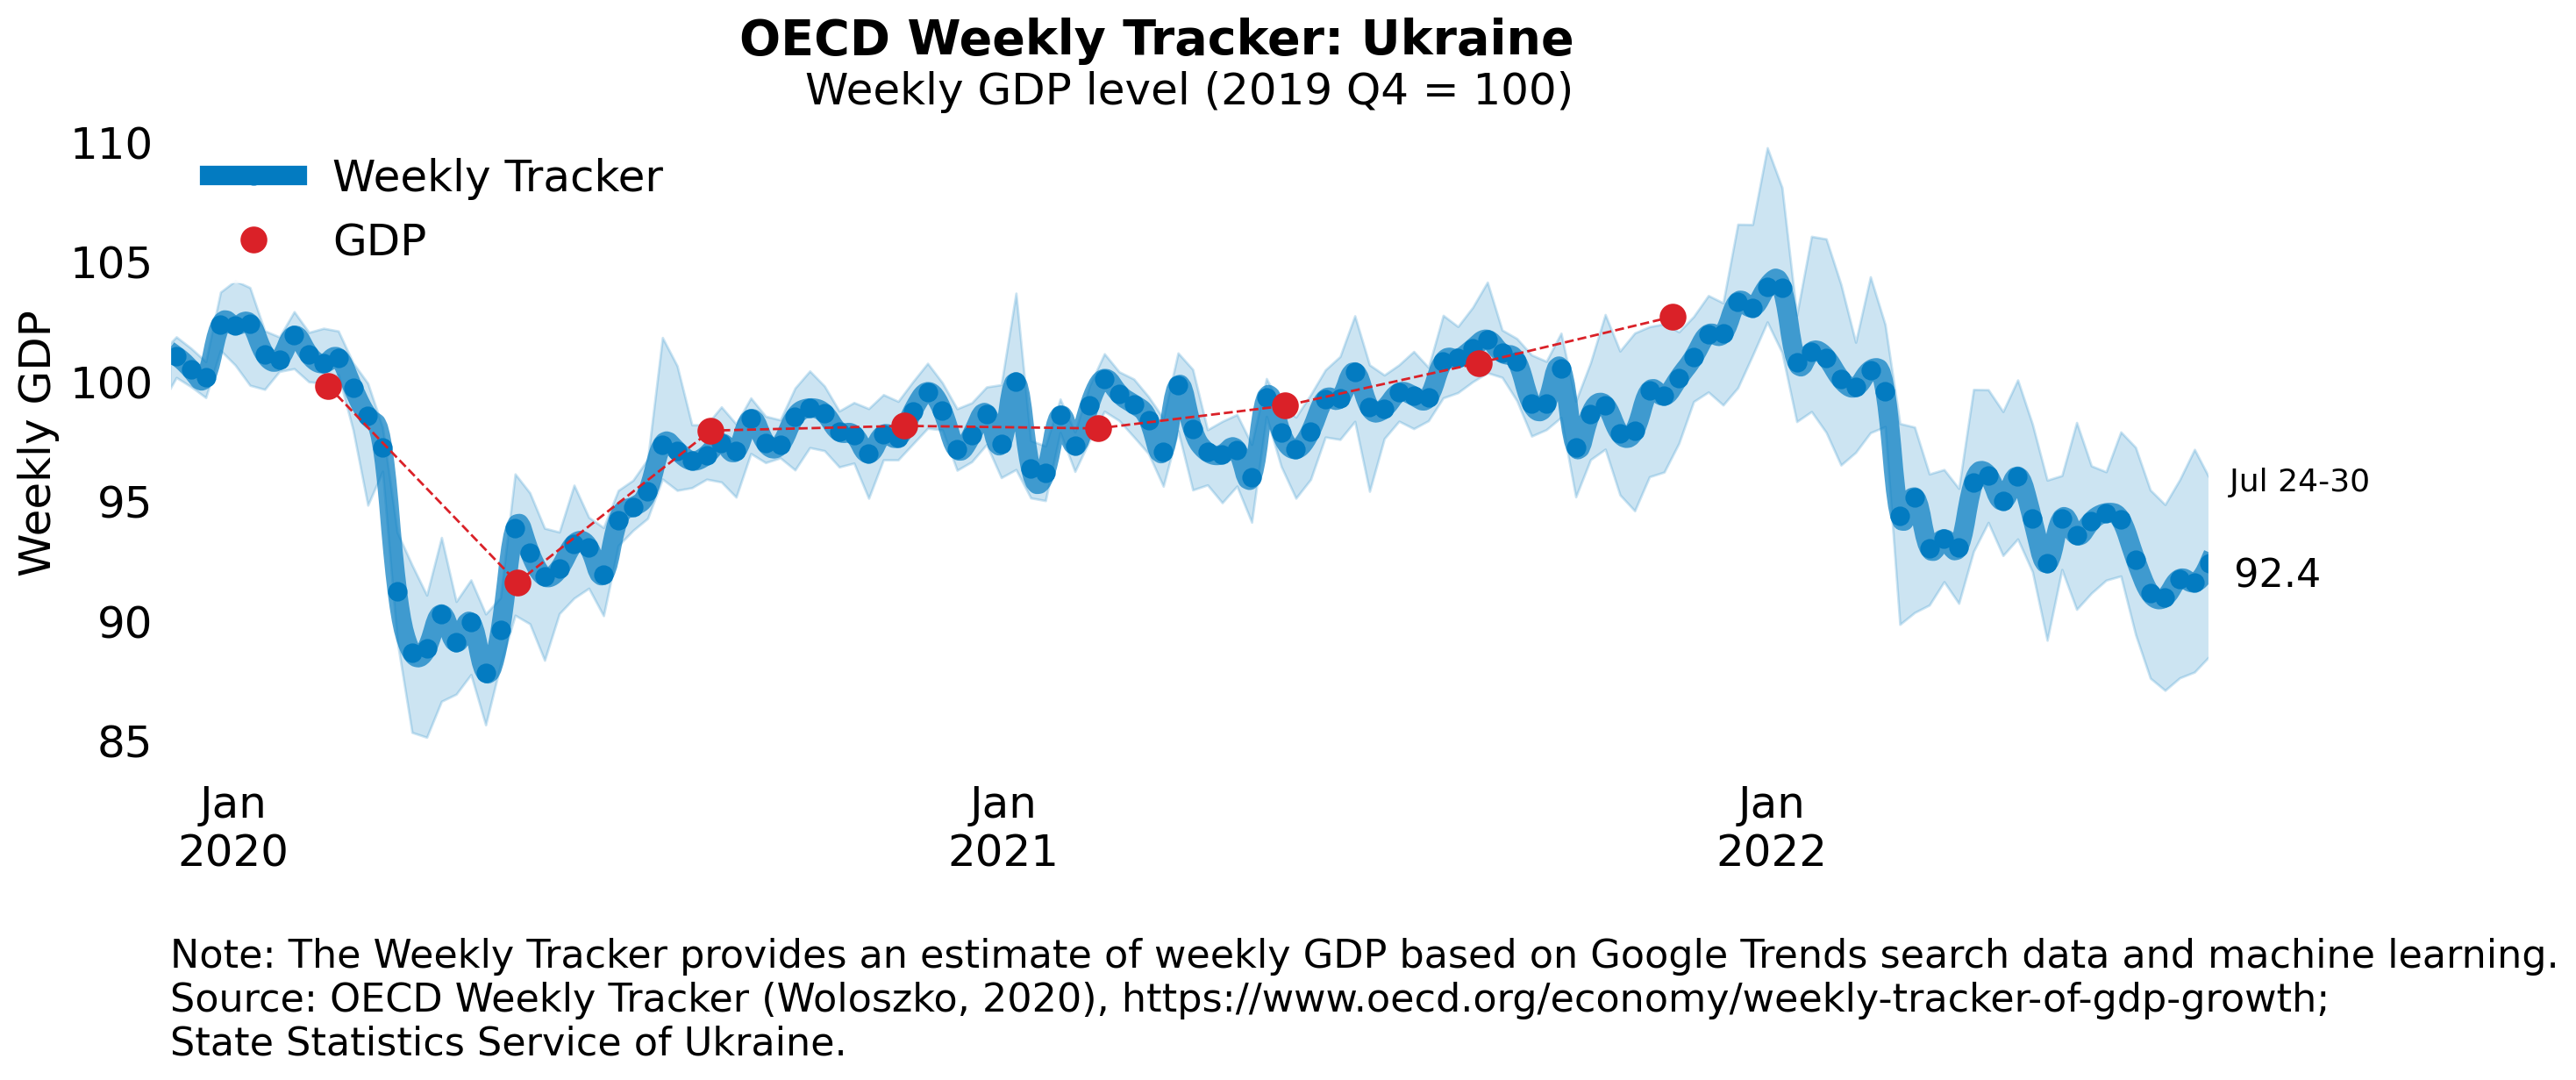 OECD Weekly Tracker: Ukraine
Weekly GDP level (2019 Q4 = 100)
110
105
100
95
90
85
Weekly GDP
Weekly Tracker
GDP
Jul 24-30
92.4
Jan
2020
Jan
2021
Jan
2022
Note: The Weekly Tracker provides an estimate of weekly GDP based on Google Trends search data and machine learning.
Source: OECD Weekly Tracker (Woloszko, 2020), https://www.oecd.org/economy/weekly-tracker-of-gdp-growth;
State Statistics Service of Ukraine.